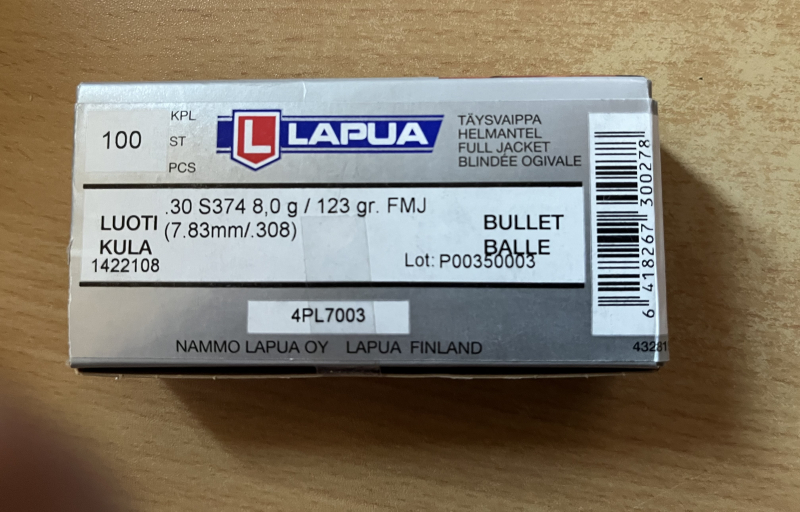 100
KPL
ST
PCS
L LAPUA
TÄYSVAIPPA
HELMANTEL
FULL JACKET
BLINDÉE OGIVALE
LUOTI
KULA
.30 S374 8,0 g / 123 gr. FMJ
(7.83mm/.308)
BULLET
BALLE
1422108
Lot: P00350003
4PL7003
NAMMO LAPUA OY LAPUA FINLAND
6 418267 300278